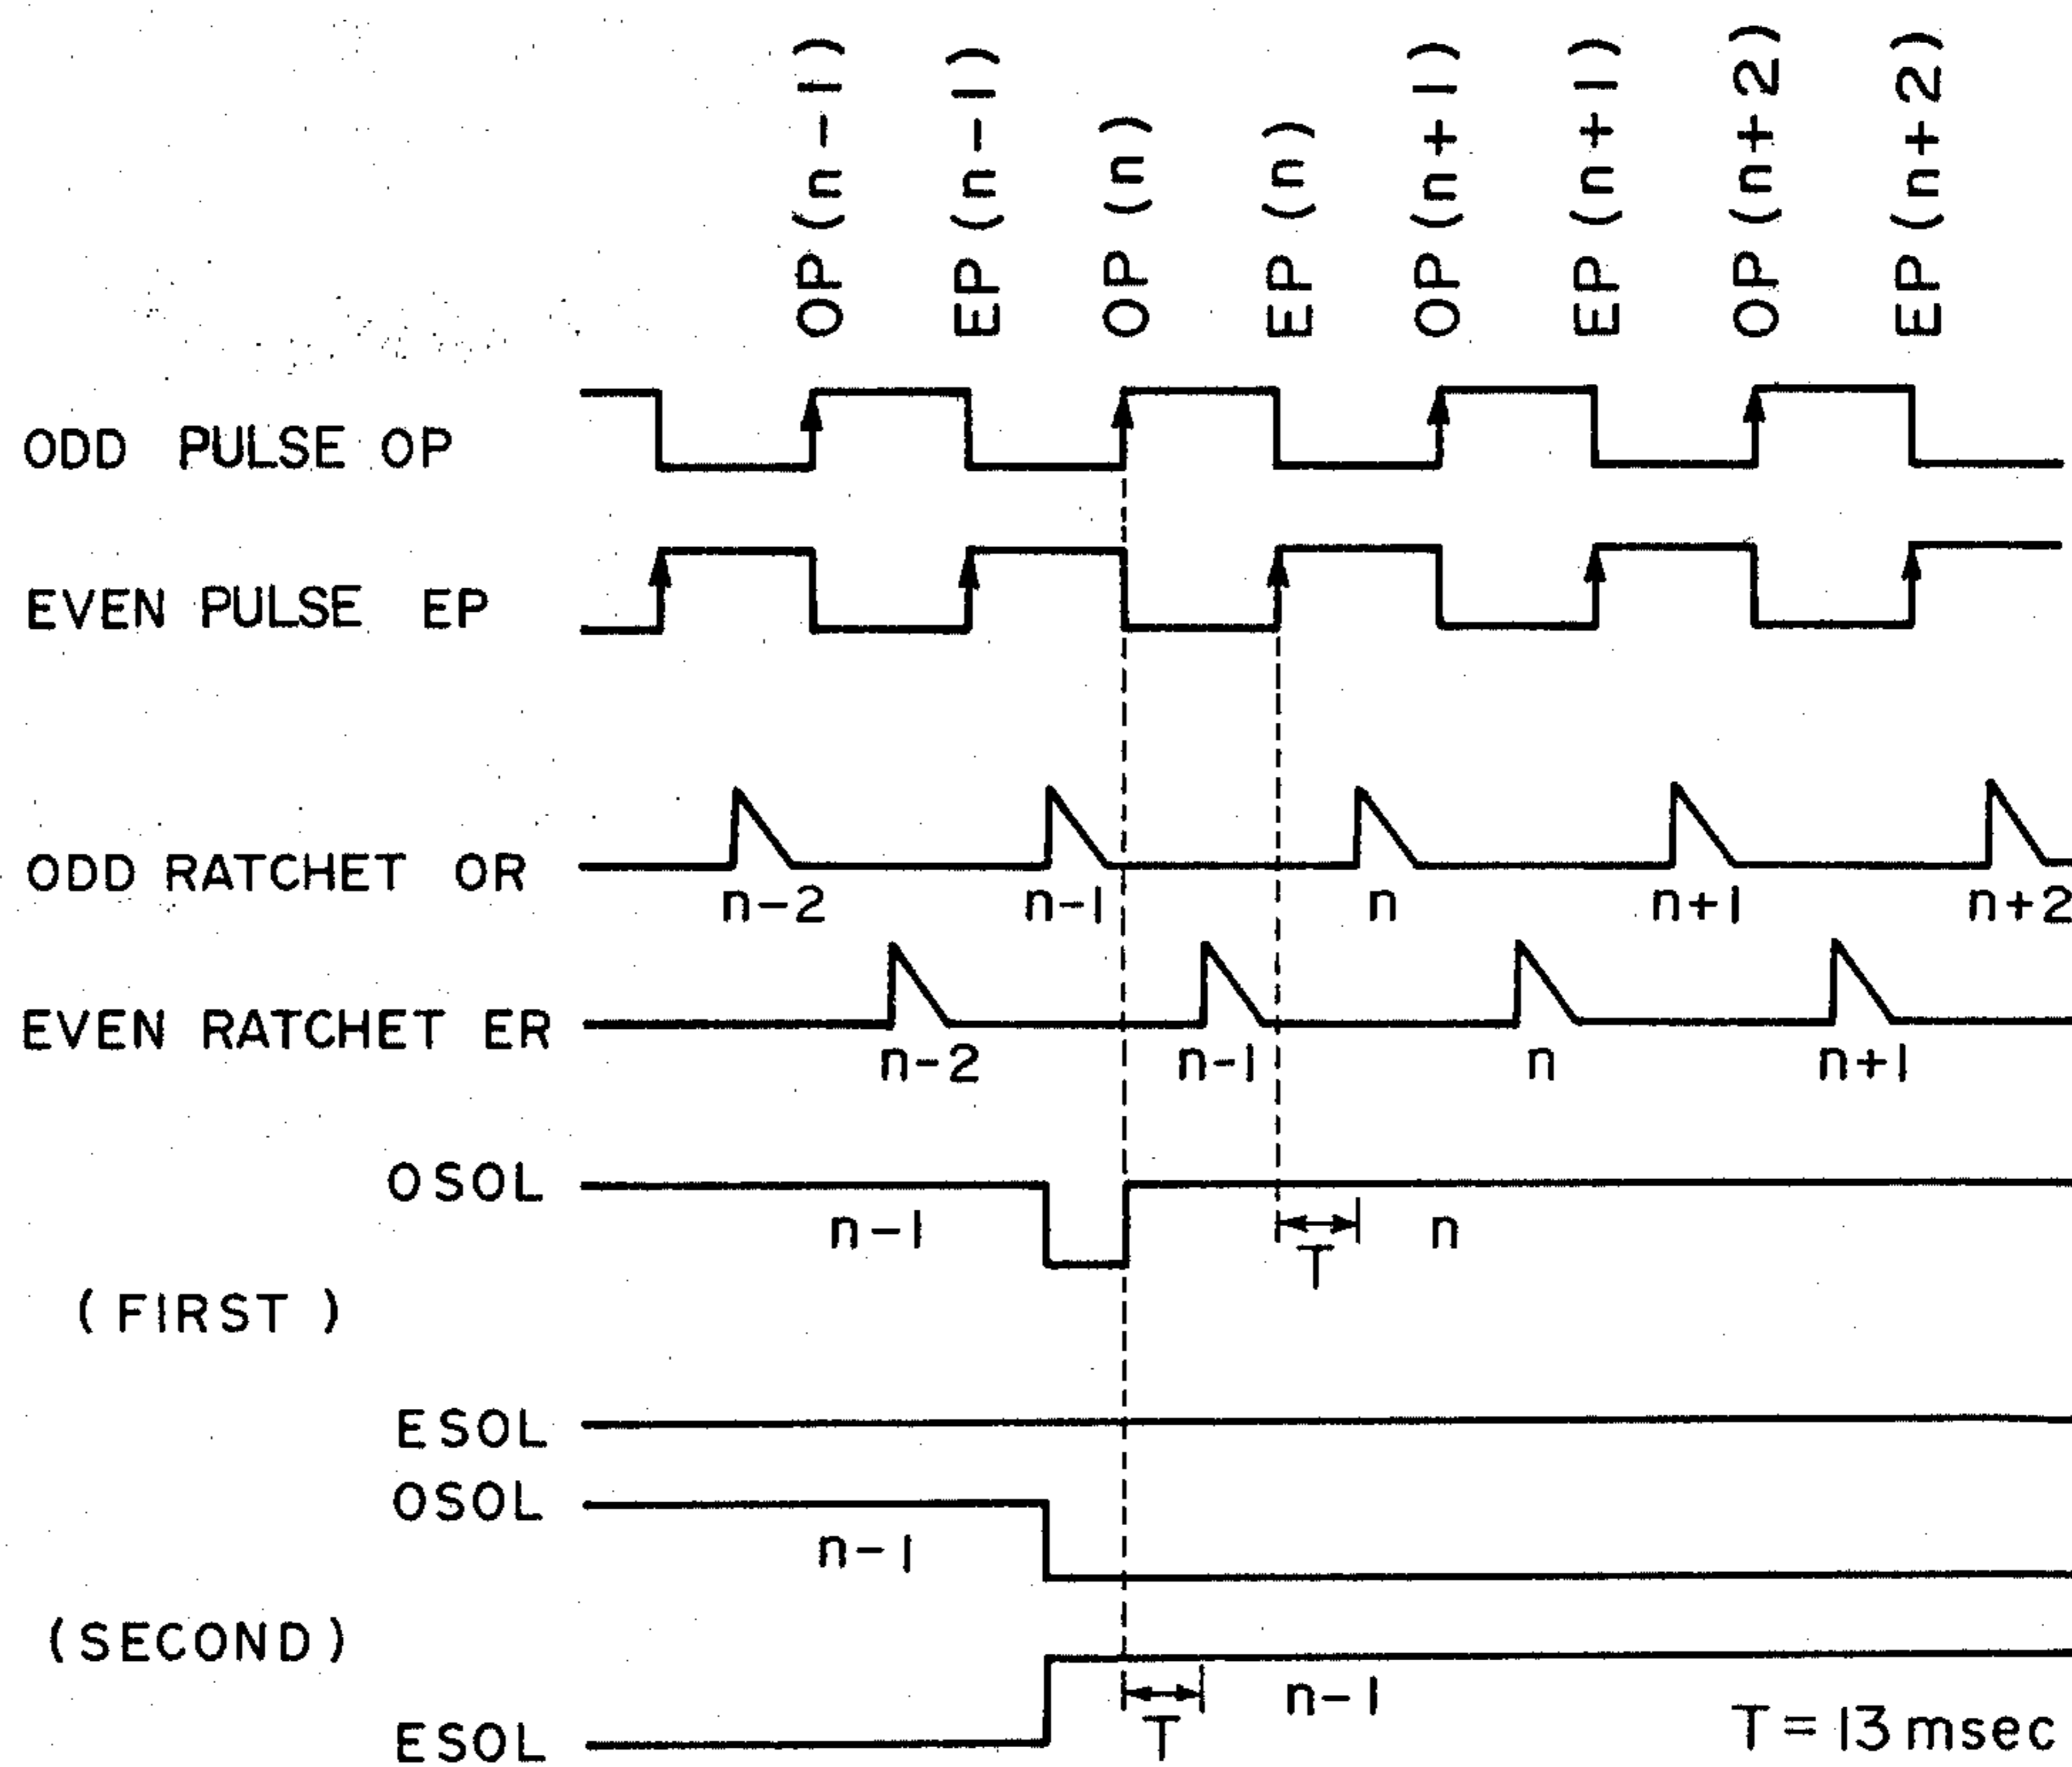 OP (n-1)
EP (n-1)
OP (n)
EP (n)
OP (n+1)
EP (n+1)
OP (n+2)
EP (n+2)
ODD PULSE OP
EVEN PULSE EP
ODD RATCHET OR
n-2 n-1 n n+1 n+2
EVEN RATCHET ER
n-2 n-1 n n+1
OSOL
n-1 T n
(FIRST)
ESOL
OSOL
n-1
(SECOND)
ESOL
T n-1
T = 13 msec